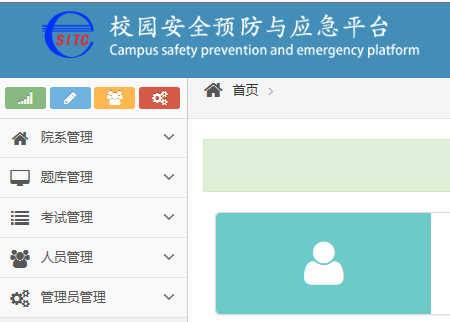 SITC
校园安全预防与应急平台
Campus safety prevention and emergency platform
首页
院系管理
题库管理
考试管理
人员管理
管理员管理